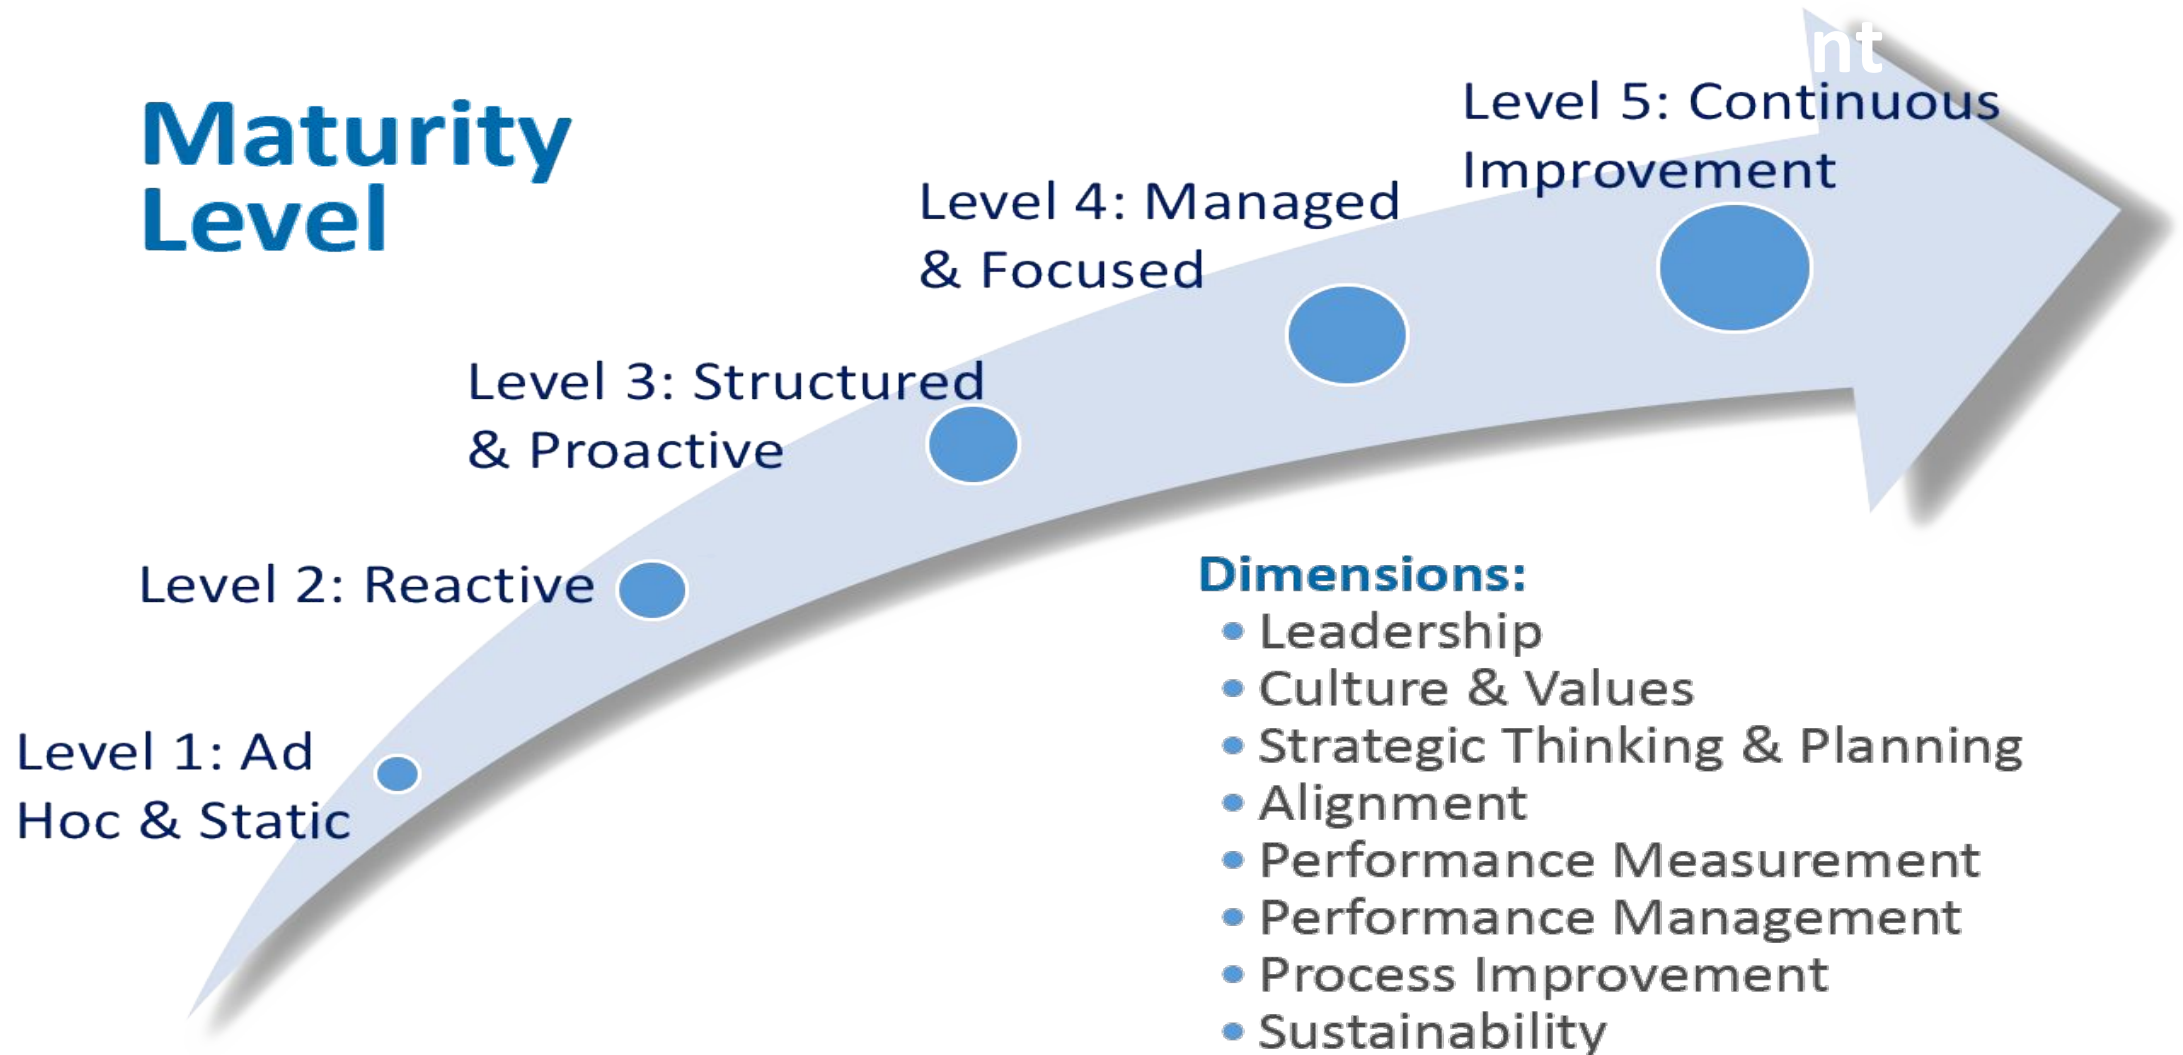 Maturity
Level
nt
Level 5: Continuous
Improvement
Level 4: Managed
& Focused
Level 3: Structured
& Proactive
Level 2: Reactive
Level 1: Ad
Hoc & Static
Dimensions:
• Leadership
• Culture & Values
• Strategic Thinking & Planning
• Alignment
• Performance Measurement
• Performance Management
• Process Improvement
• Sustainability